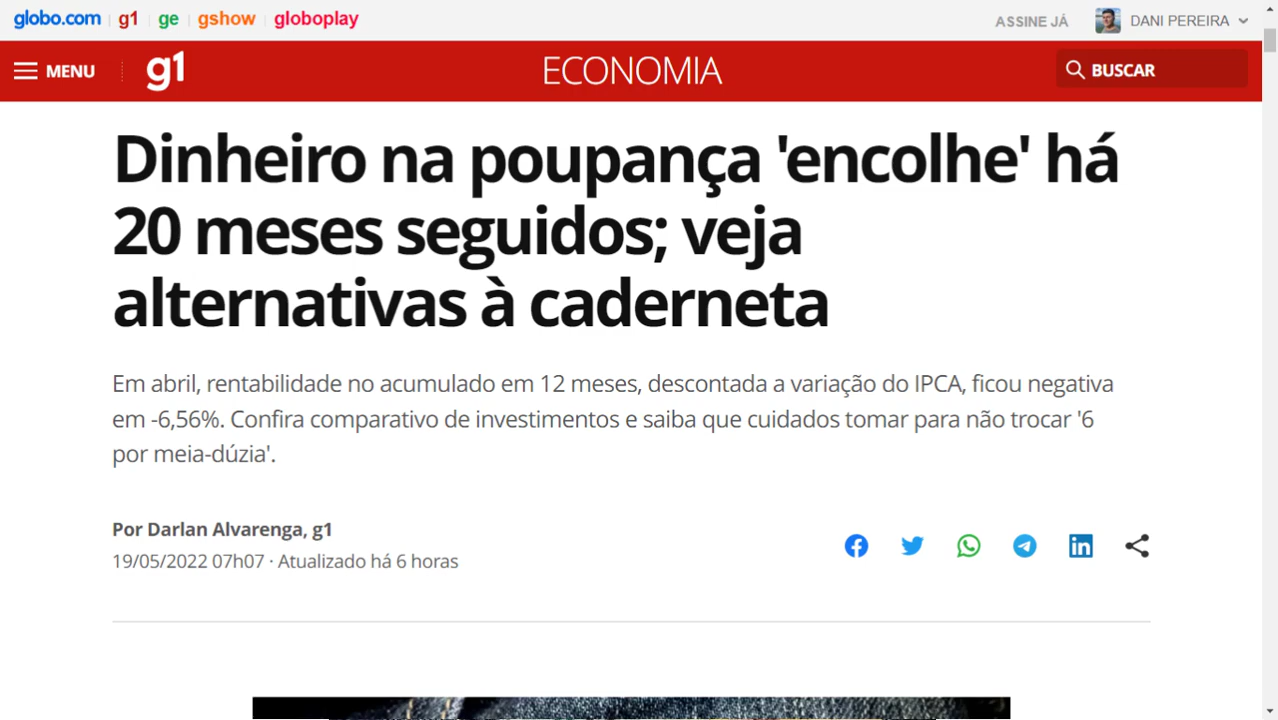 globo.com g1 ge gshow globoplay ASSINE JÁ DANI PEREIRA
MENU g1 ECONOMIA BUSCAR
Dinheiro na poupança 'encolhe' há
20 meses seguidos; veja
alternativas à caderneta
Em abril, rentabilidade no acumulado em 12 meses, descontada a variação do IPCA, ficou negativa
em -6,56%. Confira comparativo de investimentos e saiba que cuidados tomar para não trocar '6
por meia-dúzia'.
Por Darlan Alvarenga, g1
19/05/2022 07h07 · Atualizado há 6 horas
in